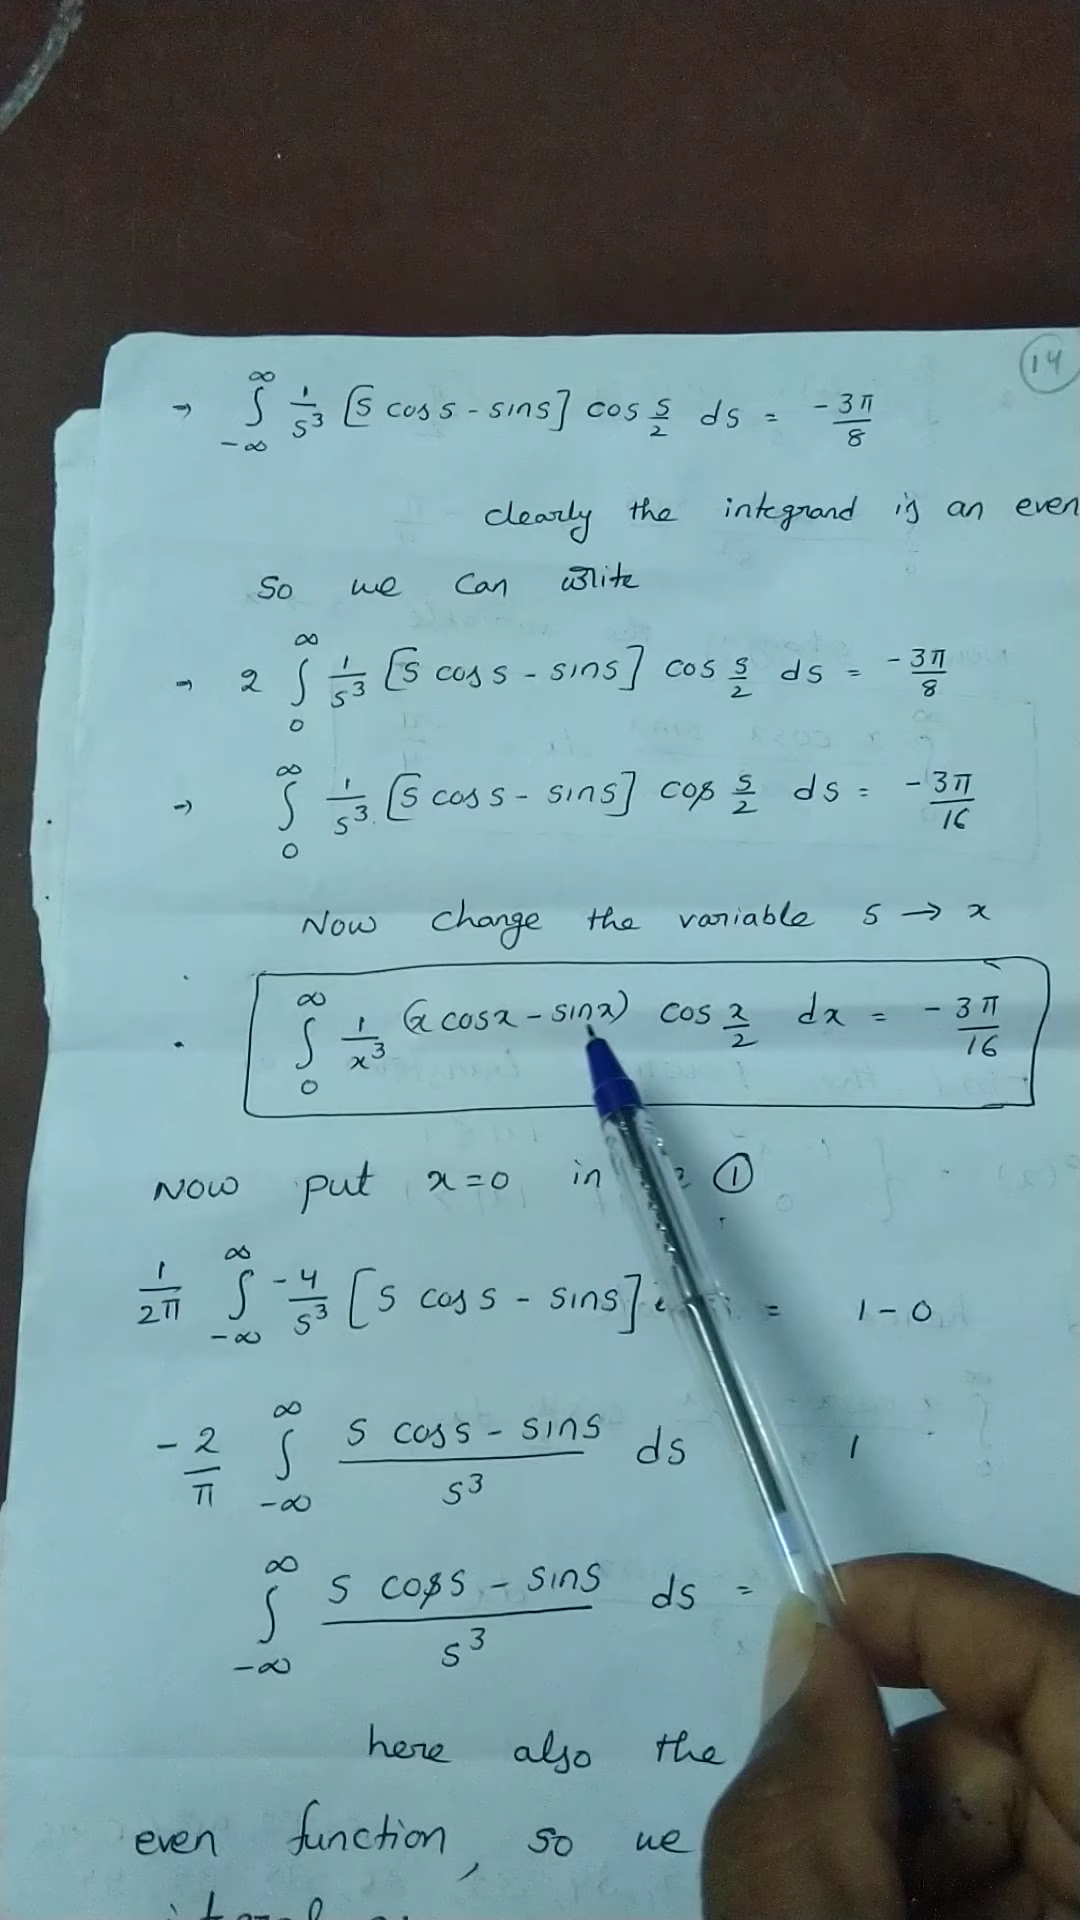 14
→ ∫_{-∞}^{∞} 1/s³ [s cos s - sin s] cos s/2 ds = -3π/8
clearly the integrand is an even
so we can write
→ 2 ∫_0^∞ 1/s³ [s cos s - sin s] cos s/2 ds = -3π/8
→ ∫_0^∞ 1/s³ [s cos s - sin s] cos s/2 ds = -3π/16
Now change the variable s → x
∫_0^∞ 1/x³ (x cos x - sin x) cos x/2 dx = -3π/16
Now put x=0 in ①
1/2π ∫_{-∞}^{∞} -4/s³ [s cos s - sin s] = 1-0
-2/π ∫_{-∞}^{∞} (s cos s - sin s)/s³ ds 1
∫_{-∞}^{∞} (s cos s - sin s)/s³ ds =
here also the
even function, so we